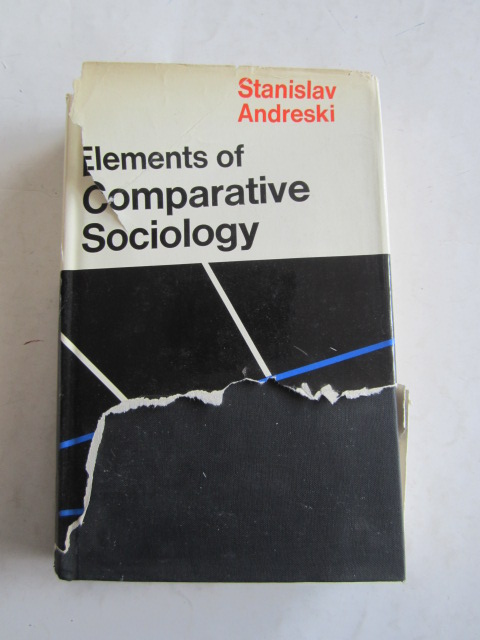 Stanislav
Andreski
Elements of
Comparative
Sociology